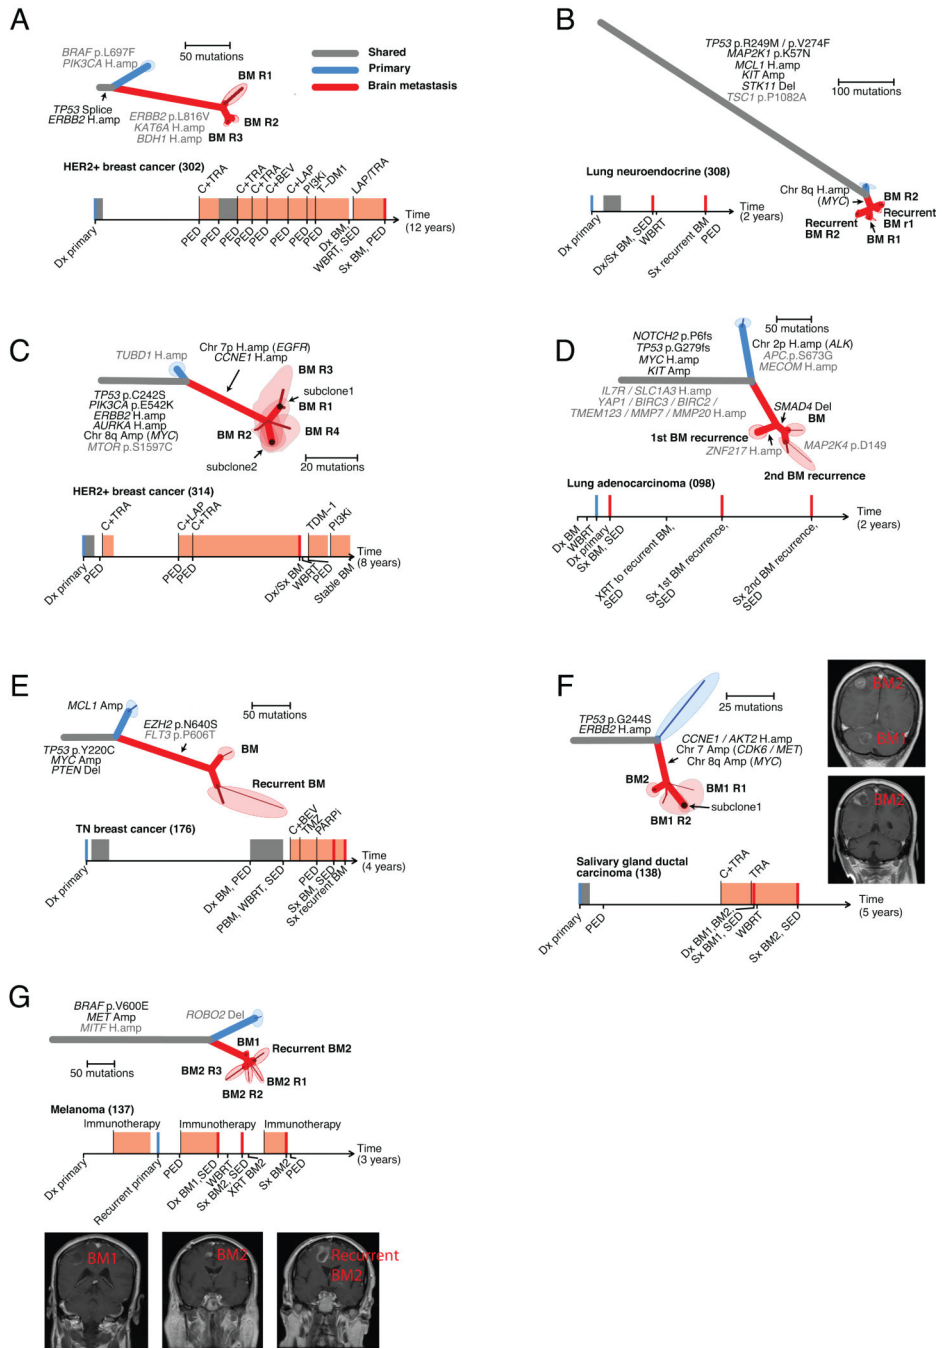 A
BRAF p.L697F
PIK3CA H.amp
50 mutations
Shared
Primary
Brain metastasis
BM R1
TP53 Splice
ERBB2 H.amp
ERBB2 p.L816V
KAT6A H.amp
BDH1 H.amp
BM R2
BM R3
HER2+ breast cancer (302)
C+TRA
C+TRA
C+TRA
C+BEV
C+LAP
PI3Ki
T-DM1
LAP/TRA
Time
(12 years)
Dx primary
PED
PED
PED
PED
PED
PED
PED
Dx BM,
WBRT, SED
Sx BM, PED
B
TP53 p.R249M / p.V274F
MAP2K1 p.K57N
MCL1 H.amp
KIT Amp
STK11 Del
TSC1 p.P1082A
100 mutations
Lung neuroendocrine (308)
Chr 8q H.amp
(MYC)
BM R2
Recurrent
BM r1
Recurrent
BM R2
BM R1
Time
(2 years)
Dx primary
Dx/Sx BM, SED
WBRT
Sx recurrent BM
PED
C
TUBD1 H.amp
Chr 7p H.amp (EGFR)
CCNE1 H.amp
BM R3
subclone1
BM R1
BM R2
BM R4
subclone2
TP53 p.C242S
PIK3CA p.E542K
ERBB2 H.amp
AURKA H.amp
Chr 8q Amp (MYC)
MTOR p.S1597C
20 mutations
HER2+ breast cancer (314)
C+TRA
C+LAP
C+TRA
TDM-1
PI3Ki
Time
(8 years)
Dx primary
PED
PED
PED
Dx/Sx BM
WBRT
PED
Stable BM
D
50 mutations
NOTCH2 p.P6fs
TP53 p.G279fs
MYC H.amp
KIT Amp
Chr 2p H.amp (ALK)
APC p.S673G
MECOM H.amp
IL7R / SLC1A3 H.amp
YAP1 / BIRC3 / BIRC2 /
TMEM123 / MMP7 / MMP20 H.amp
SMAD4 Del
BM
1st BM recurrence
ZNF217 H.amp
MAP2K4 p.D149
2nd BM recurrence
Lung adenocarcinoma (098)
Time
(2 years)
Dx BM
WBRT
Dx primary
Sx BM, SED
XRT to recurrent BM,
SED
Sx 1st BM recurrence,
SED
Sx 2nd BM recurrence,
SED
E
MCL1 Amp
50 mutations
EZH2 p.N640S
FLT3 p.P606T
TP53 p.Y220C
MYC Amp
PTEN Del
BM
Recurrent BM
TN breast cancer (176)
C+BEV
TMZ
PARPi
Time
(4 years)
Dx primary
Dx BM, PED
PBM, WBRT, SED
PED
Sx BM, SED
Sx recurrent BM
F
25 mutations
TP53 p.G244S
ERBB2 H.amp
CCNE1 / AKT2 H.amp
Chr 7 Amp (CDK6 / MET)
Chr 8q Amp (MYC)
BM2
BM1 R1
subclone1
BM1 R2
BM2
BM1
BM2
Salivary gland ductal
carcinoma (138)
C+TRA
TRA
Time
(5 years)
Dx primary
PED
Dx BM1,BM2,
Sx BM1, SED
WBRT
Sx BM2, SED
G
BRAF p.V600E
MET Amp
MITF H.amp
ROBO2 Del
50 mutations
BM1
Recurrent BM2
BM2 R3
BM2 R1
BM2 R2
Melanoma (137)
Immunotherapy
Immunotherapy
Immunotherapy
Time
(3 years)
Dx primary
Recurrent primary
PED
Dx BM1,SED
WBRT
Sx BM2, SED
XRT BM2
Sx BM2
PED
BM1
BM2
Recurrent
BM2